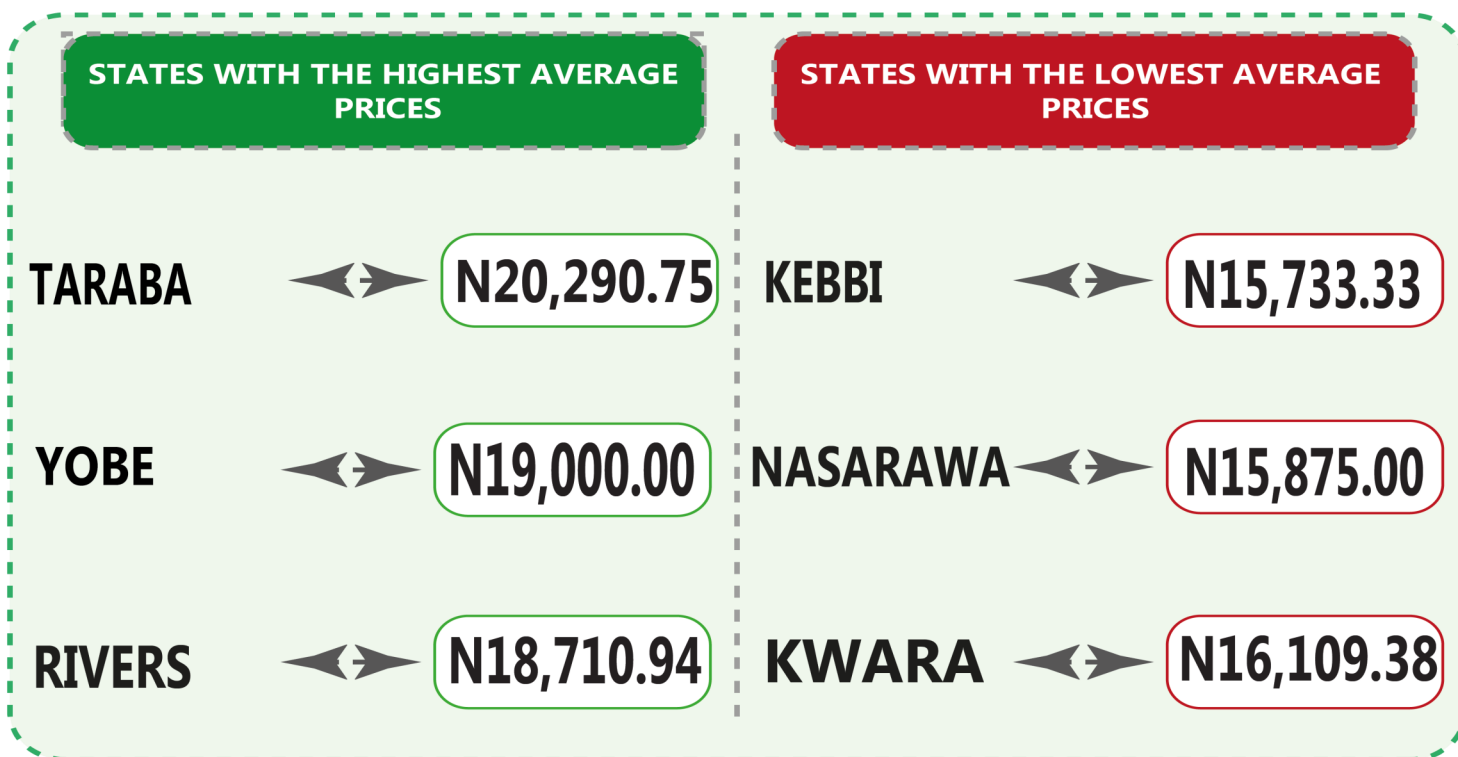 STATES WITH THE HIGHEST AVERAGE
PRICES
TARABA N20,290.75
YOBE N19,000.00
RIVERS N18,710.94
STATES WITH THE LOWEST AVERAGE
PRICES
KEBBI N15,733.33
NASARAWA N15,875.00
KWARA N16,109.38